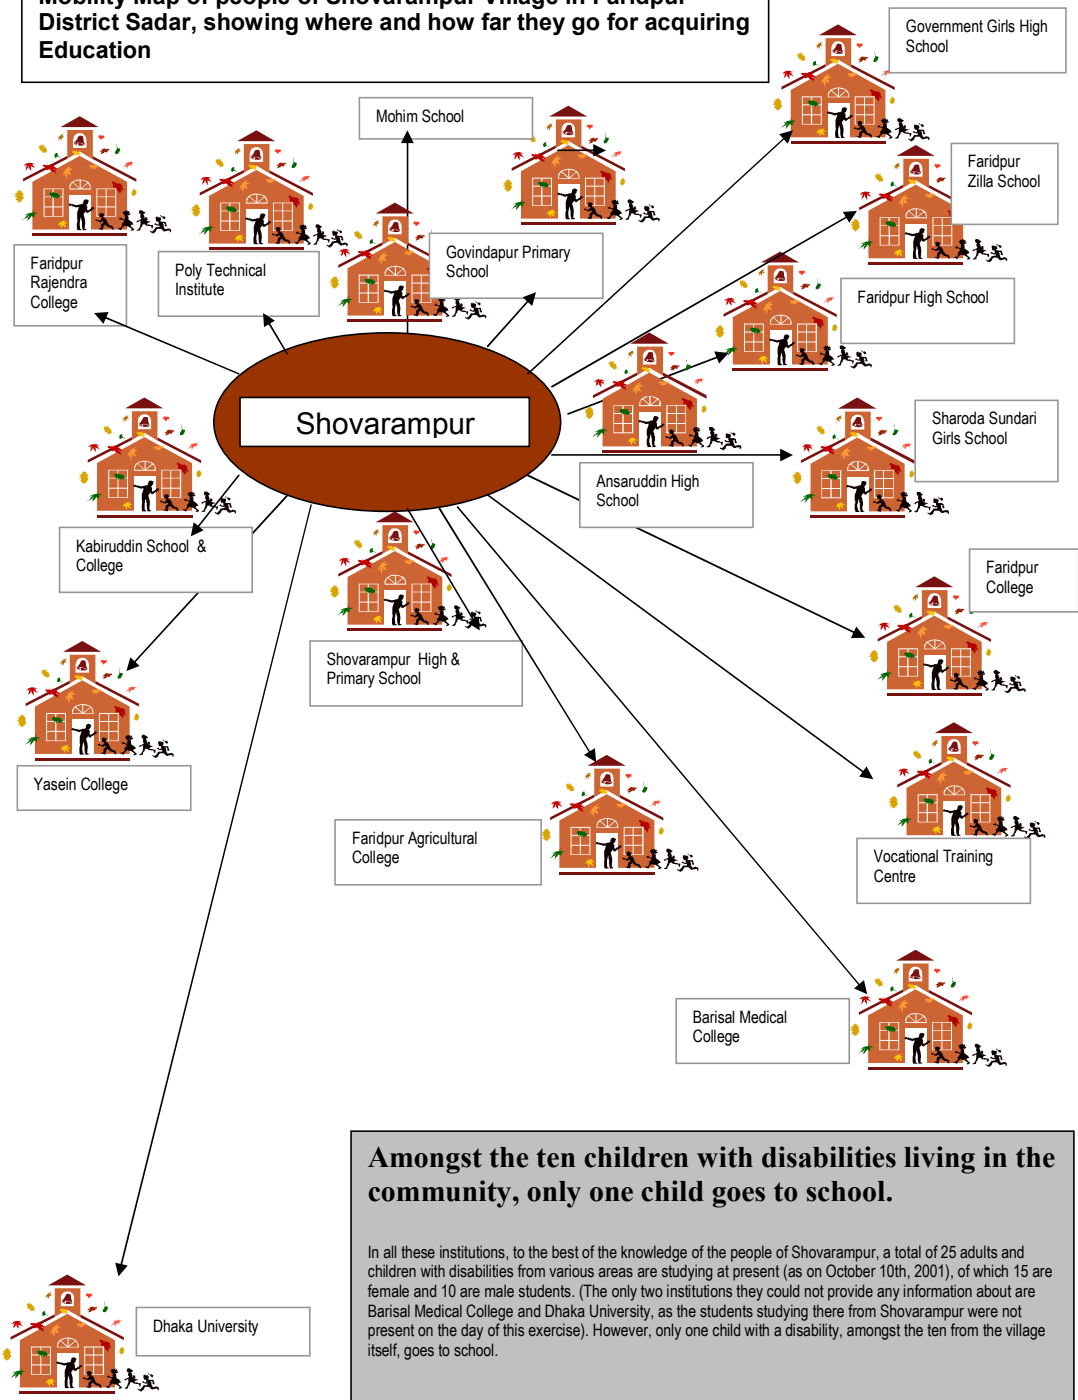 Mobility Map of people of Shovarampur Village in Faridpur
District Sadar, showing where and how far they go for acquiring
Education
Government Girls High
School
Mohim School
Faridpur
Zilla School
Faridpur
Rajendra
College
Poly Technical
Institute
Govindapur Primary
School
Faridpur High School
Shovarampur
Sharoda Sundari
Girls School
Ansaruddin High
School
Kabiruddin School &
College
Faridpur
College
Shovarampur High &
Primary School
Yasein College
Faridpur Agricultural
College
Vocational Training
Centre
Barisal Medical
College
Dhaka University
Amongst the ten children with disabilities living in the
community, only one child goes to school.
In all these institutions, to the best of the knowledge of the people of Shovarampur, a total of 25 adults and
children with disabilities from various areas are studying at present (as on October 10th, 2001), of which 15 are
female and 10 are male students. (The only two institutions they could not provide any information about are
Barisal Medical College and Dhaka University, as the students studying there from Shovarampur were not
present on the day of this exercise). However, only one child with a disability, amongst the ten from the village
itself, goes to school.